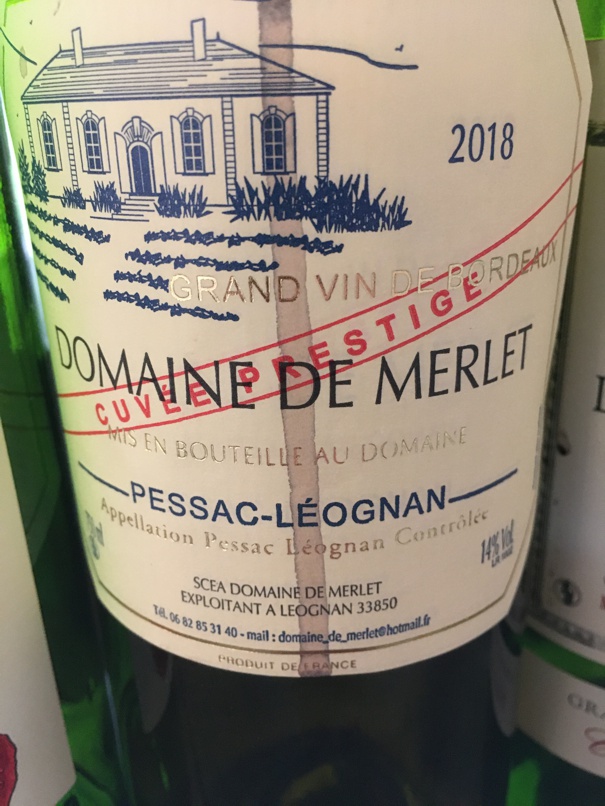 2018
GRAND VIN DE BORDEAUX
CUVÉE PRESTIGE
DOMAINE DE MERLET
MIS EN BOUTEILLE AU DOMAINE
PESSAC-LÉOGNAN
Appellation Pessac Léognan Contrôlée
14% Vol.
SCEA DOMAINE DE MERLET
EXPLOITANT A LEOGNAN 33850
Tél. 06 82 85 31 40 - mail : domaine_de_merlet@hotmail.fr
PRODUIT DE FRANCE